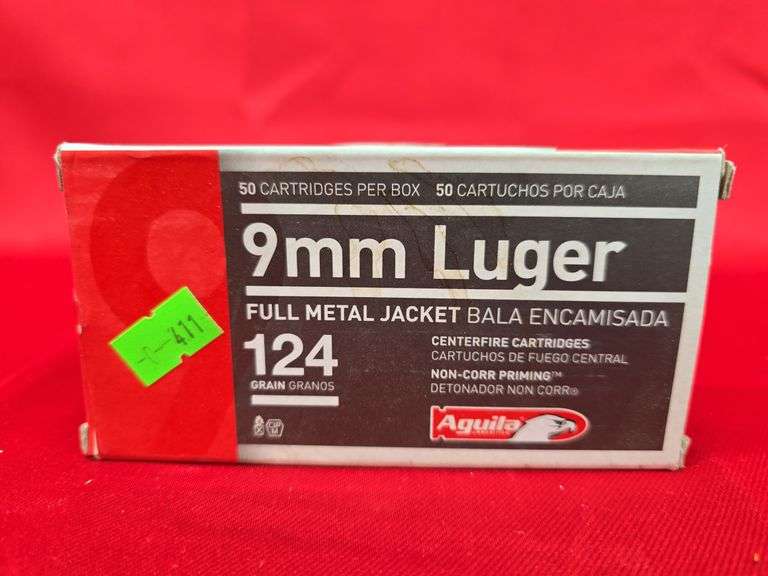 50 CARTRIDGES PER BOX 50 CARTUCHOS POR CAJA
9mm Luger
FULL METAL JACKET BALA ENCAMISADA
124
GRAIN GRANOS
CENTERFIRE CARTRIDGES
CARTUCHOS DE FUEGO CENTRAL
NON-CORR PRIMING™
DETONADOR NON CORR®
CIP
M
Aguila
411